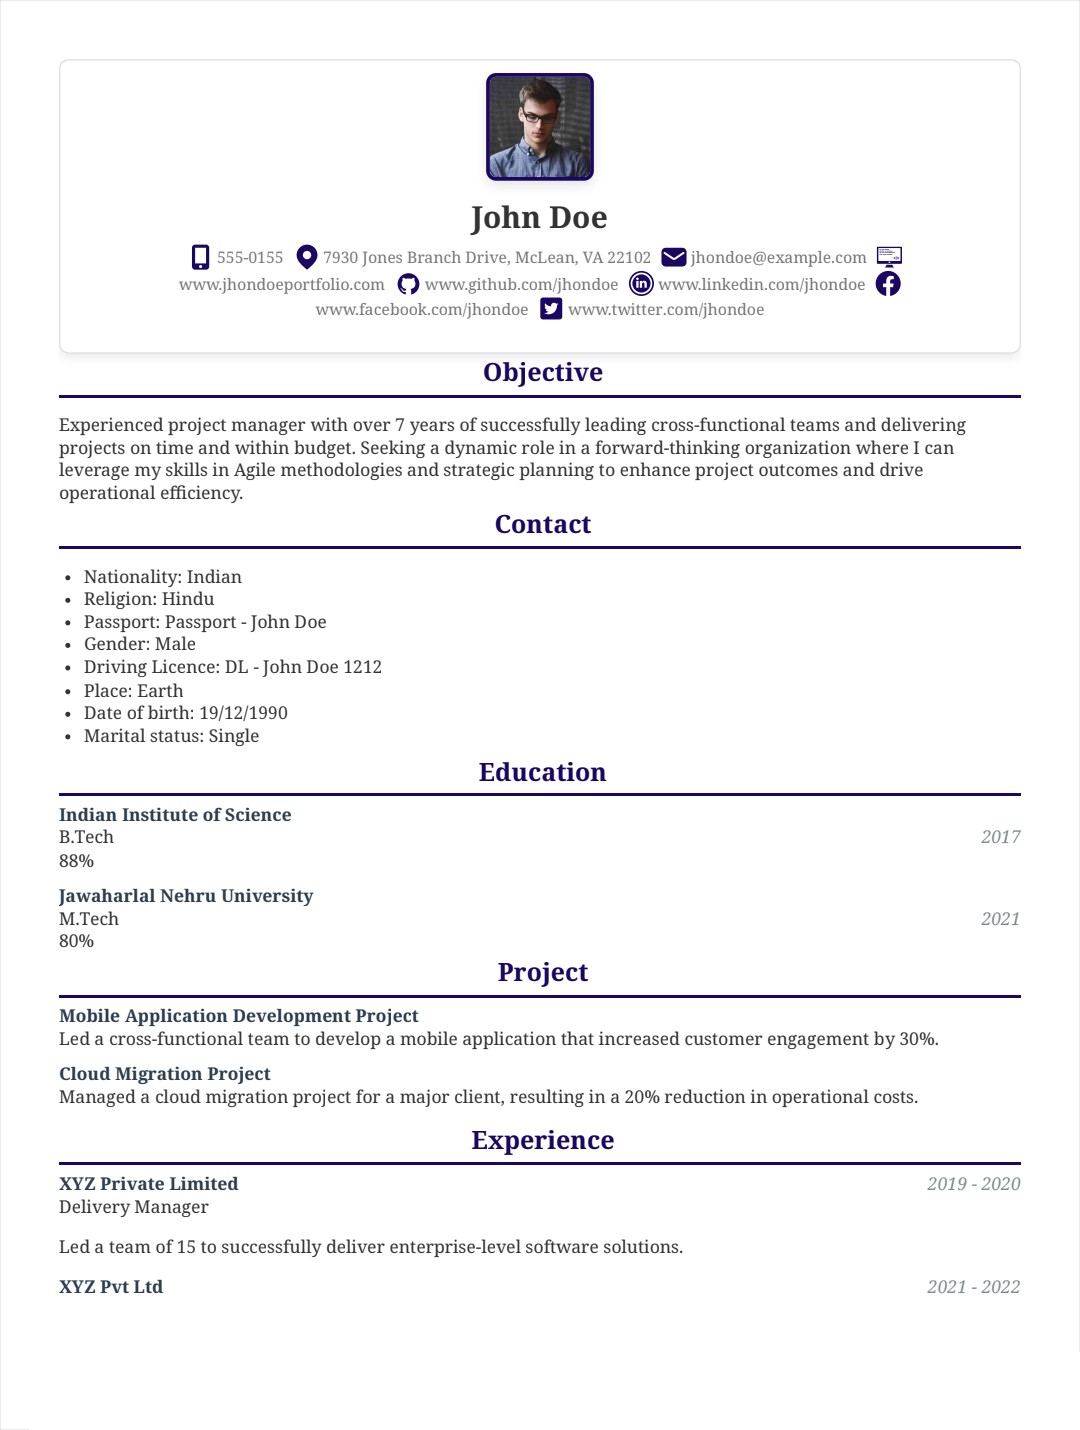 John Doe
555-0155 7930 Jones Branch Drive, McLean, VA 22102 jhondoe@example.com
www.jhondoeportfolio.com www.github.com/jhondoe www.linkedin.com/jhondoe
www.facebook.com/jhondoe www.twitter.com/jhondoe
Objective
Experienced project manager with over 7 years of successfully leading cross-functional teams and delivering
projects on time and within budget. Seeking a dynamic role in a forward-thinking organization where I can
leverage my skills in Agile methodologies and strategic planning to enhance project outcomes and drive
operational efficiency.
Contact
• Nationality: Indian
• Religion: Hindu
• Passport: Passport - John Doe
• Gender: Male
• Driving Licence: DL - John Doe 1212
• Place: Earth
• Date of birth: 19/12/1990
• Marital status: Single
Education
Indian Institute of Science
B.Tech 2017
88%
Jawaharlal Nehru University
M.Tech 2021
80%
Project
Mobile Application Development Project
Led a cross-functional team to develop a mobile application that increased customer engagement by 30%.
Cloud Migration Project
Managed a cloud migration project for a major client, resulting in a 20% reduction in operational costs.
Experience
XYZ Private Limited 2019 - 2020
Delivery Manager
Led a team of 15 to successfully deliver enterprise-level software solutions.
XYZ Pvt Ltd 2021 - 2022